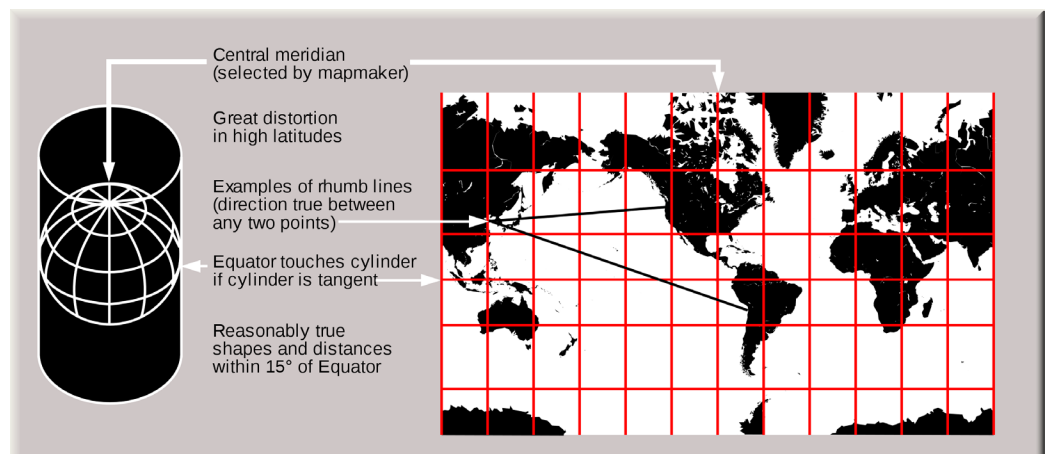 Central meridian
(selected by mapmaker)
Great distortion
in high latitudes
Examples of rhumb lines
(direction true between
any two points)
Equator touches cylinder
if cylinder is tangent
Reasonably true
shapes and distances
within 15° of Equator